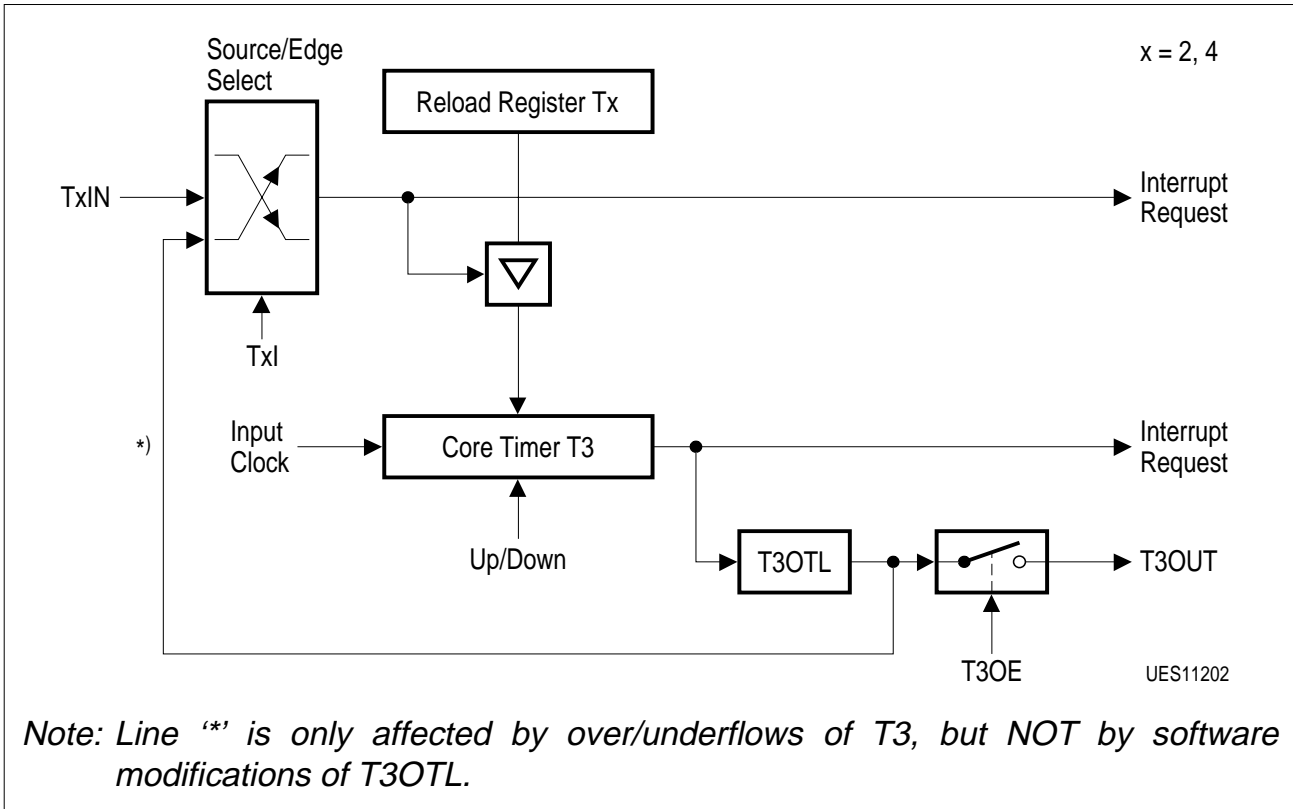 Source/Edge
Select
x = 2, 4
Reload Register Tx
TxIN
Interrupt
Request
TxI
*)
Input
Clock
Core Timer T3
Interrupt
Request
Up/Down
T3OTL
T3OUT
T3OE
UES11202
Note: Line ‘*’ is only affected by over/underflows of T3, but NOT by software
modifications of T3OTL.